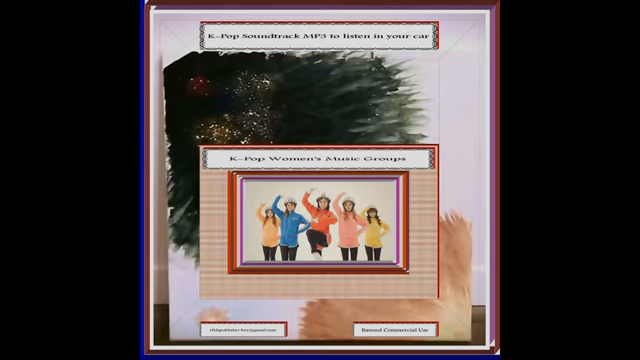 K-Pop Soundtrack MP3 to listen in your car
K-Pop Women's Music Groups
Banned Commercial Use